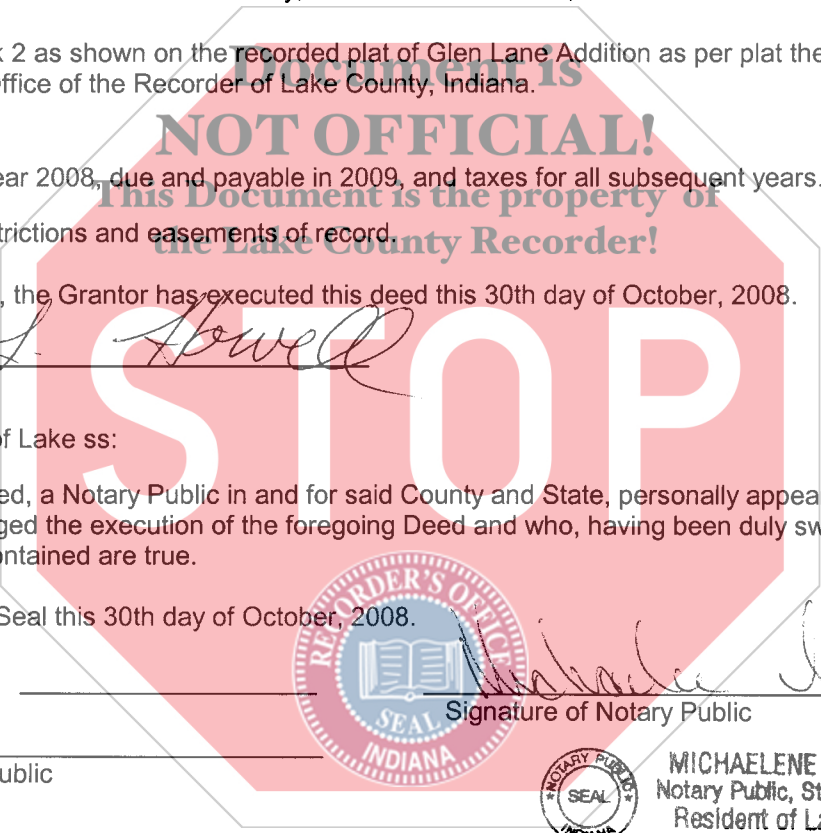 k 2 as shown on the recorded plat of Glen Lane Addition as per plat the
Document is
ffice of the Recorder of Lake County, Indiana.
NOT OFFICIAL!
ear 2008, due and payable in 2009, and taxes for all subsequent years.
This Document is the property of
trictions and easements of record.
the Lake County Recorder!
, the Grantor has executed this deed this 30th day of October, 2008.
L. Howell
STOP
of Lake ss:
ed, a Notary Public in and for said County and State, personally appea
ged the execution of the foregoing Deed and who, having been duly sw
ontained are true.
RECORDER'S OFFICE
Seal this 30th day of October, 2008.
SEAL
INDIANA
Signature of Notary Public
ublic
NOTARY PUBLIC
SEAL
INDIANA
MICHAELENE
Notary Public, St
Resident of La